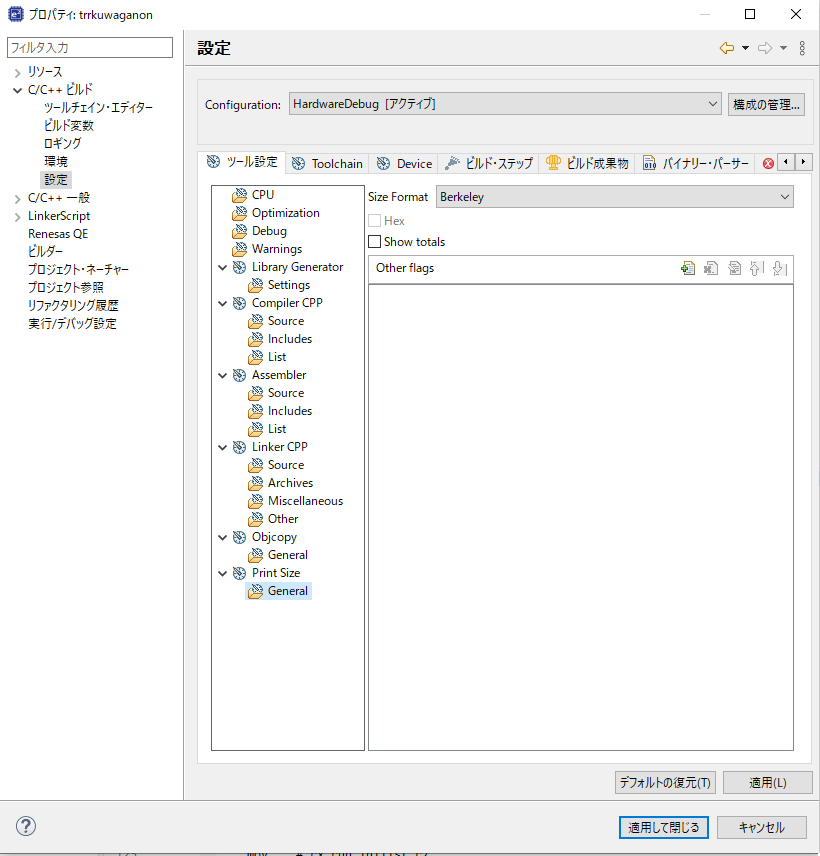 プロパティ: trrkuwaganon
フィルタ入力
リソース
C/C++ ビルド
ツールチェイン・エディター
ビルド変数
ロギング
環境
設定
C/C++ 一般
LinkerScript
Renesas QE
ビルダー
プロジェクト・ネーチャー
プロジェクト参照
リファクタリング履歴
実行/デバッグ設定
設定
Configuration: HardwareDebug [アクティブ] 構成の管理...
ツール設定 Toolchain Device ビルド・ステップ ビルド成果物 バイナリー・パーサー
CPU
Optimization
Debug
Warnings
Library Generator
Settings
Compiler CPP
Source
Includes
List
Assembler
Source
Includes
List
Linker CPP
Source
Archives
Miscellaneous
Other
Objcopy
General
Print Size
General
Size Format Berkeley
Hex
Show totals
Other flags
デフォルトの復元(T) 適用(L)
適用して閉じる キャンセル